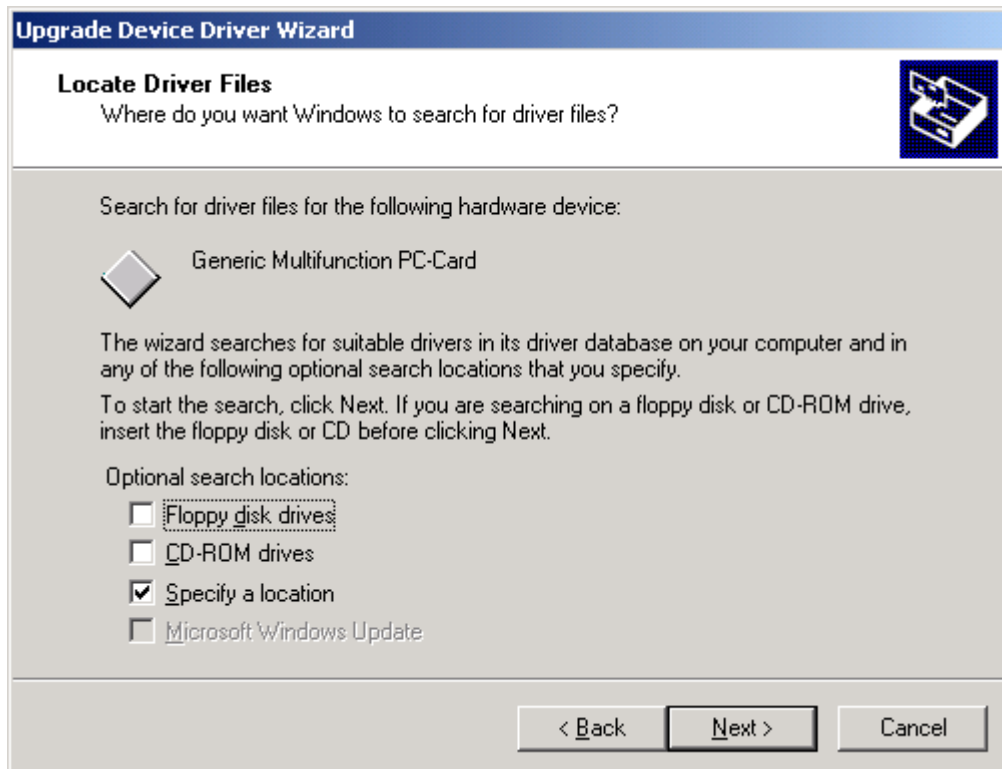 Upgrade Device Driver Wizard
Locate Driver Files
Where do you want Windows to search for driver files?
Search for driver files for the following hardware device:
Generic Multifunction PC-Card
The wizard searches for suitable drivers in its driver database on your computer and in
any of the following optional search locations that you specify.
To start the search, click Next. If you are searching on a floppy disk or CD-ROM drive,
insert the floppy disk or CD before clicking Next.
Optional search locations:
Floppy disk drives
CD-ROM drives
Specify a location
Microsoft Windows Update
< Back Next > Cancel